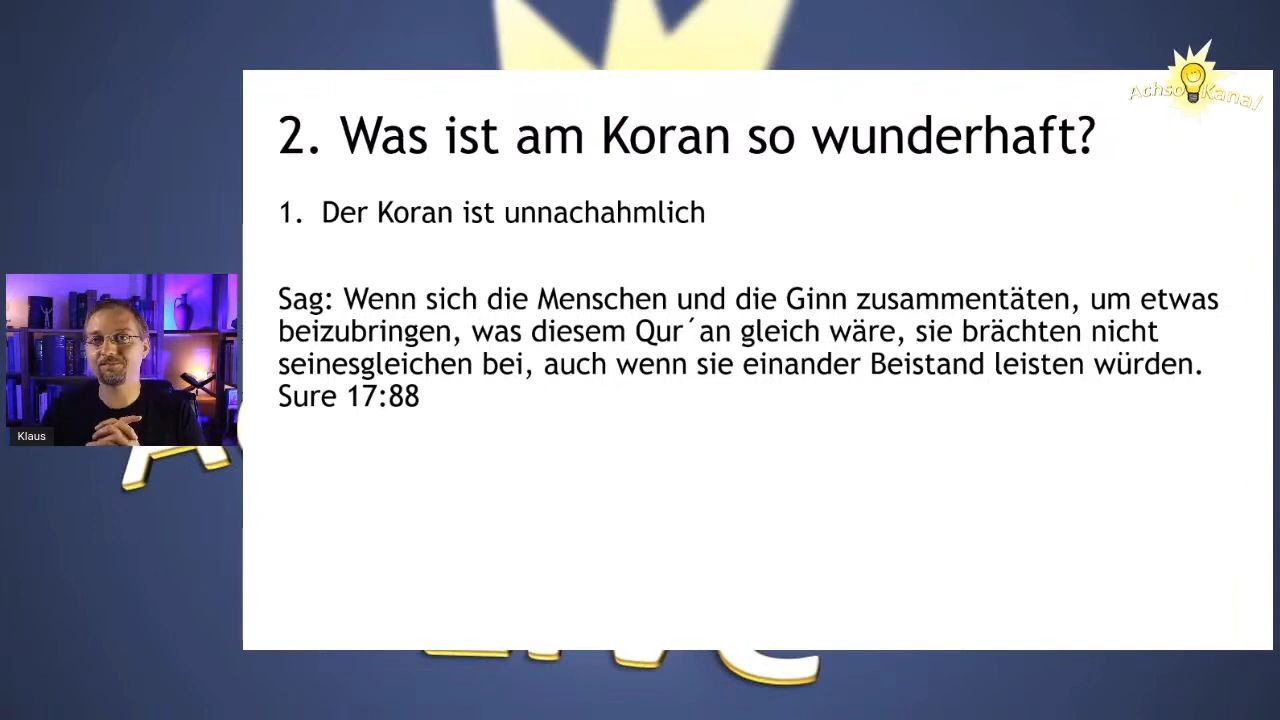 Achso Kanal
2. Was ist am Koran so wunderhaft?
1. Der Koran ist unnachahmlich
Sag: Wenn sich die Menschen und die Ginn zusammentäten, um etwas
beizubringen, was diesem Qur´an gleich wäre, sie brächten nicht
seinesgleichen bei, auch wenn sie einander Beistand leisten würden.
Sure 17:88
Klaus